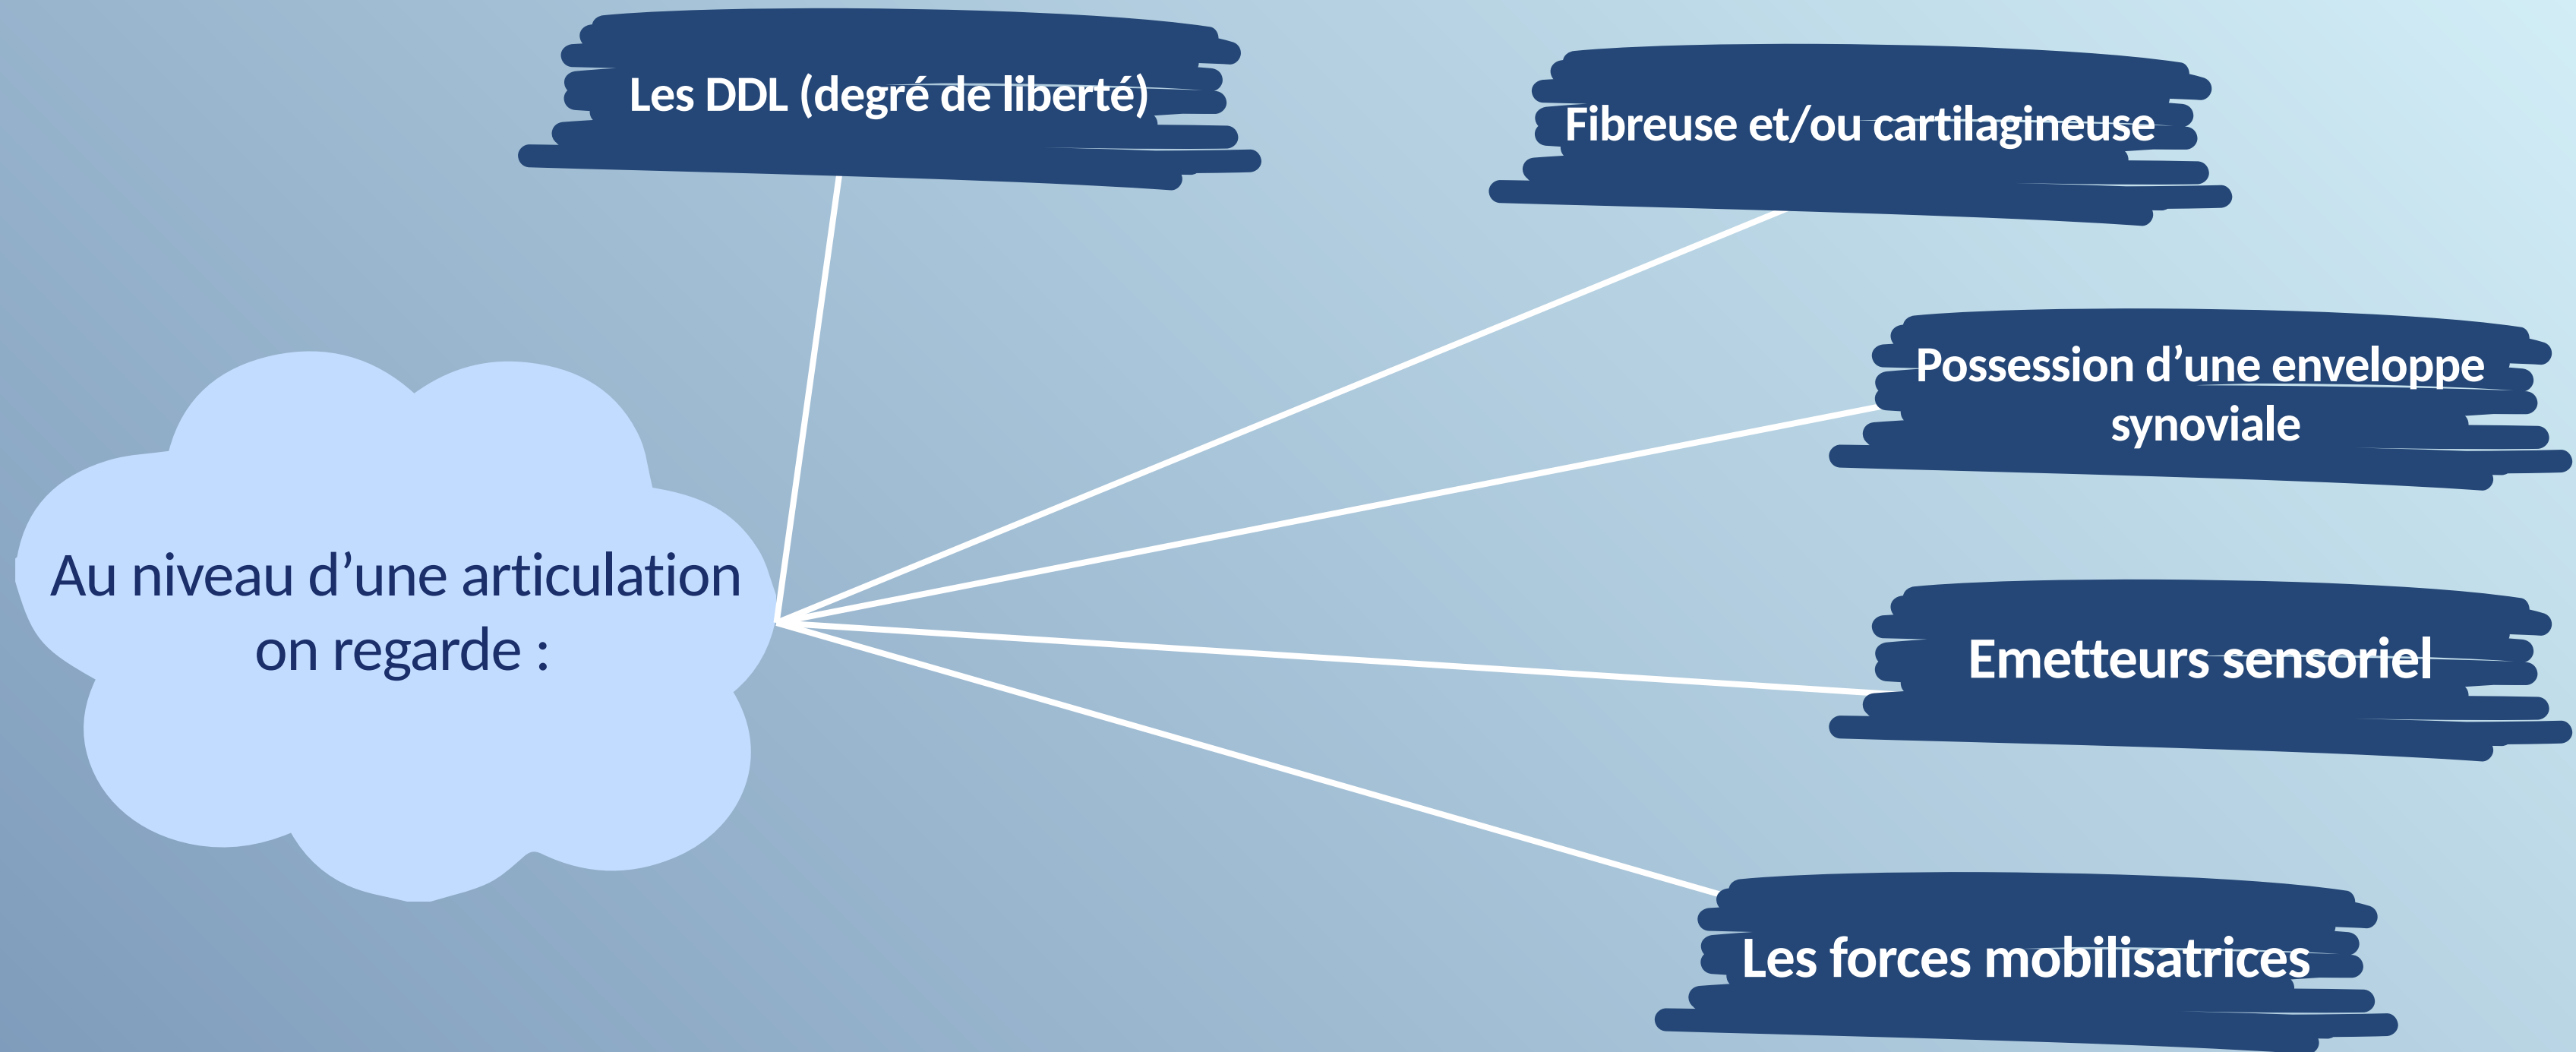 Les DDL (degré de liberté)
Fibreuse et/ou cartilagineuse
Possession d’une enveloppe
synoviale
Au niveau d’une articulation
on regarde :
Emetteurs sensoriel
Les forces mobilisatrices